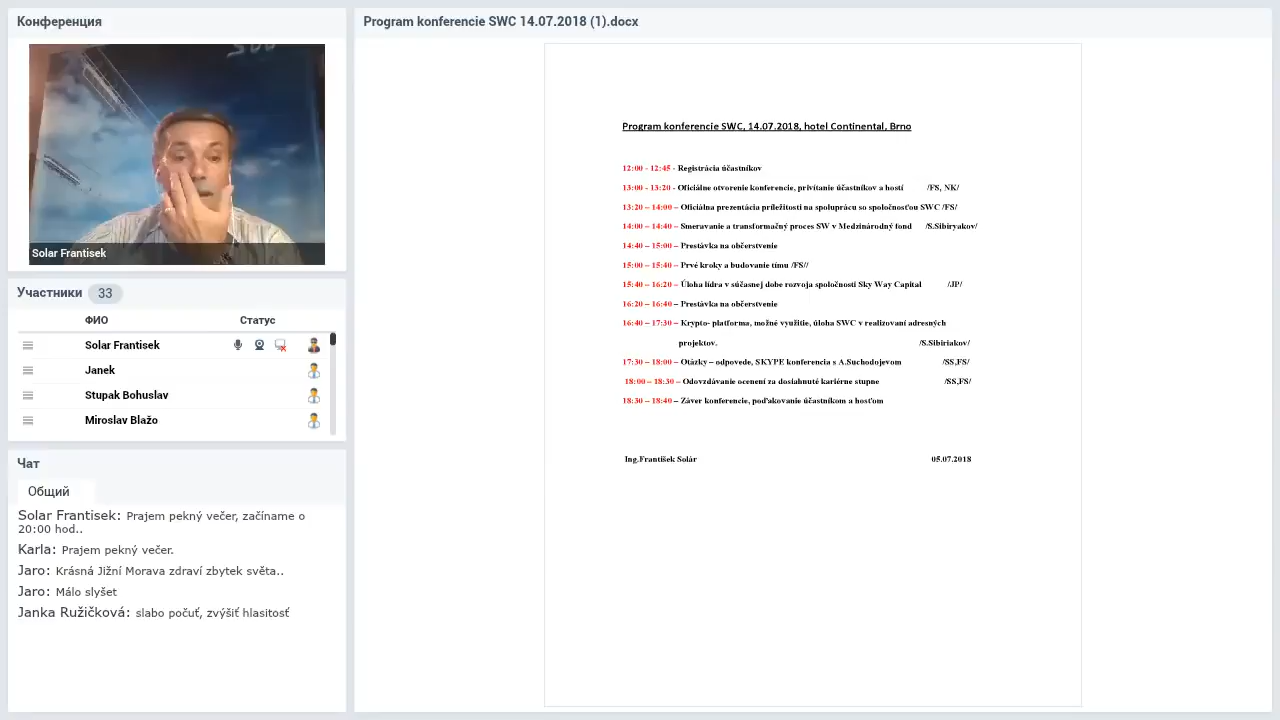 Конференция
Solar Frantisek
Участники 33
ФИО Статус
Solar Frantisek
Janek
Stupak Bohuslav
Miroslav Blažo
Чат
Общий
Solar Frantisek: Prajem pekný večer, začíname o
20:00 hod..
Karla: Prajem pekný večer.
Jaro: Krásná Jižní Morava zdraví zbytek světa..
Jaro: Málo slyšet
Janka Ružičková: slabo počuť, zvýšiť hlasitosť
Program konferencie SWC 14.07.2018 (1).docx
Program konferencie SWC, 14.07.2018, hotel Continental, Brno
12:00 - 12:45 - Registrácia účastníkov
13:00 - 13:20 - Oficiálne otvorenie konferencie, privítanie účastníkov a hostí /FS, NK/
13:20 – 14:00 – Oficiálna prezentácia príležitosti na spoluprácu so spoločnosťou SWC /FS/
14:00 – 14:40 – Smeravanie a transformačný proces SW v Medzinárodný fond /S.Sibiryakov/
14:40 – 15:00 – Prestávka na občerstvenie
15:00 – 15:40 – Prvé kroky a budovanie tímu /FS//
15:40 – 16:20 – Úloha lídra v súčasnej dobe rozvoja spoločnosti Sky Way Capital /JP/
16:20 – 16:40 – Prestávka na občerstvenie
16:40 – 17:30 – Krypto- platforma, možné využitie, úloha SWC v realizovaní adresných
projektov. /S.Sibiriakov/
17:30 – 18:00 – Otázky – odpovede, SKYPE konferencia s A.Suchodojevom /SS,FS/
18:00 – 18:30 – Odovzdávanie ocenení za dosiahnuté kariérne stupne /SS,FS/
18:30 – 18:40 – Záver konferencie, poďakovanie účastníkom a hosťom
Ing.František Solár 05.07.2018